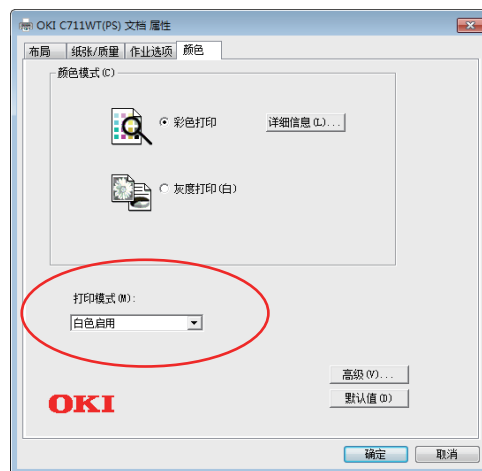 OKI C711WT(PS) 文档 属性
布局 纸张/质量 作业选项 颜色
颜色模式(C)
彩色打印 详细信息(L)...
灰度打印(白)
打印模式(M):
白色启用
高级(V)...
OKI 默认值(D)
确定 取消